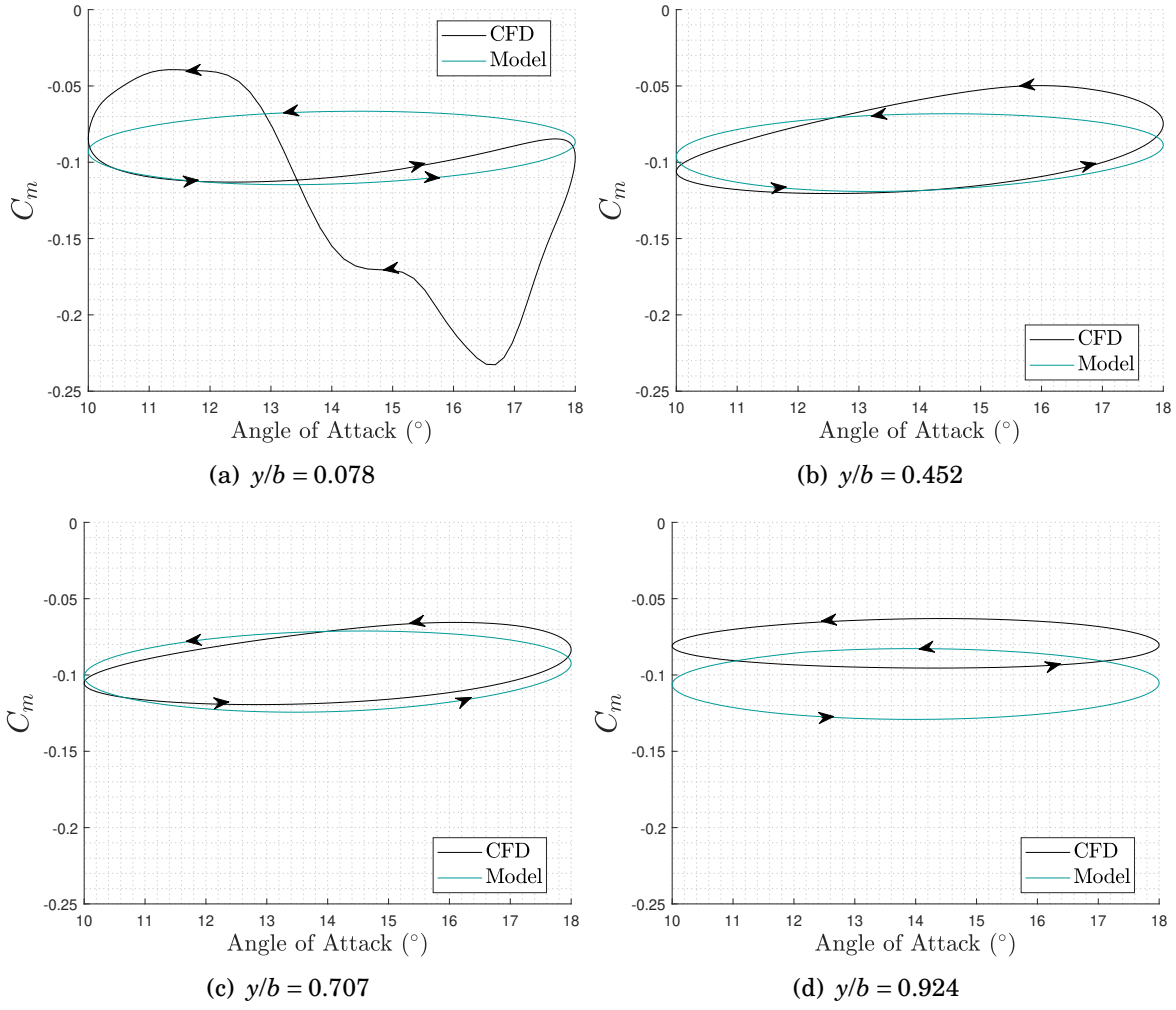 0
-0.05
-0.1
-0.15
-0.2
-0.25
C_m
CFD
Model
10 11 12 13 14 15 16 17 18
Angle of Attack (°)
(a) y/b = 0.078
0
-0.05
-0.1
-0.15
-0.2
-0.25
C_m
CFD
Model
10 11 12 13 14 15 16 17 18
Angle of Attack (°)
(b) y/b = 0.452
0
-0.05
-0.1
-0.15
-0.2
-0.25
C_m
CFD
Model
10 11 12 13 14 15 16 17 18
Angle of Attack (°)
(c) y/b = 0.707
0
-0.05
-0.1
-0.15
-0.2
-0.25
C_m
CFD
Model
10 11 12 13 14 15 16 17 18
Angle of Attack (°)
(d) y/b = 0.924